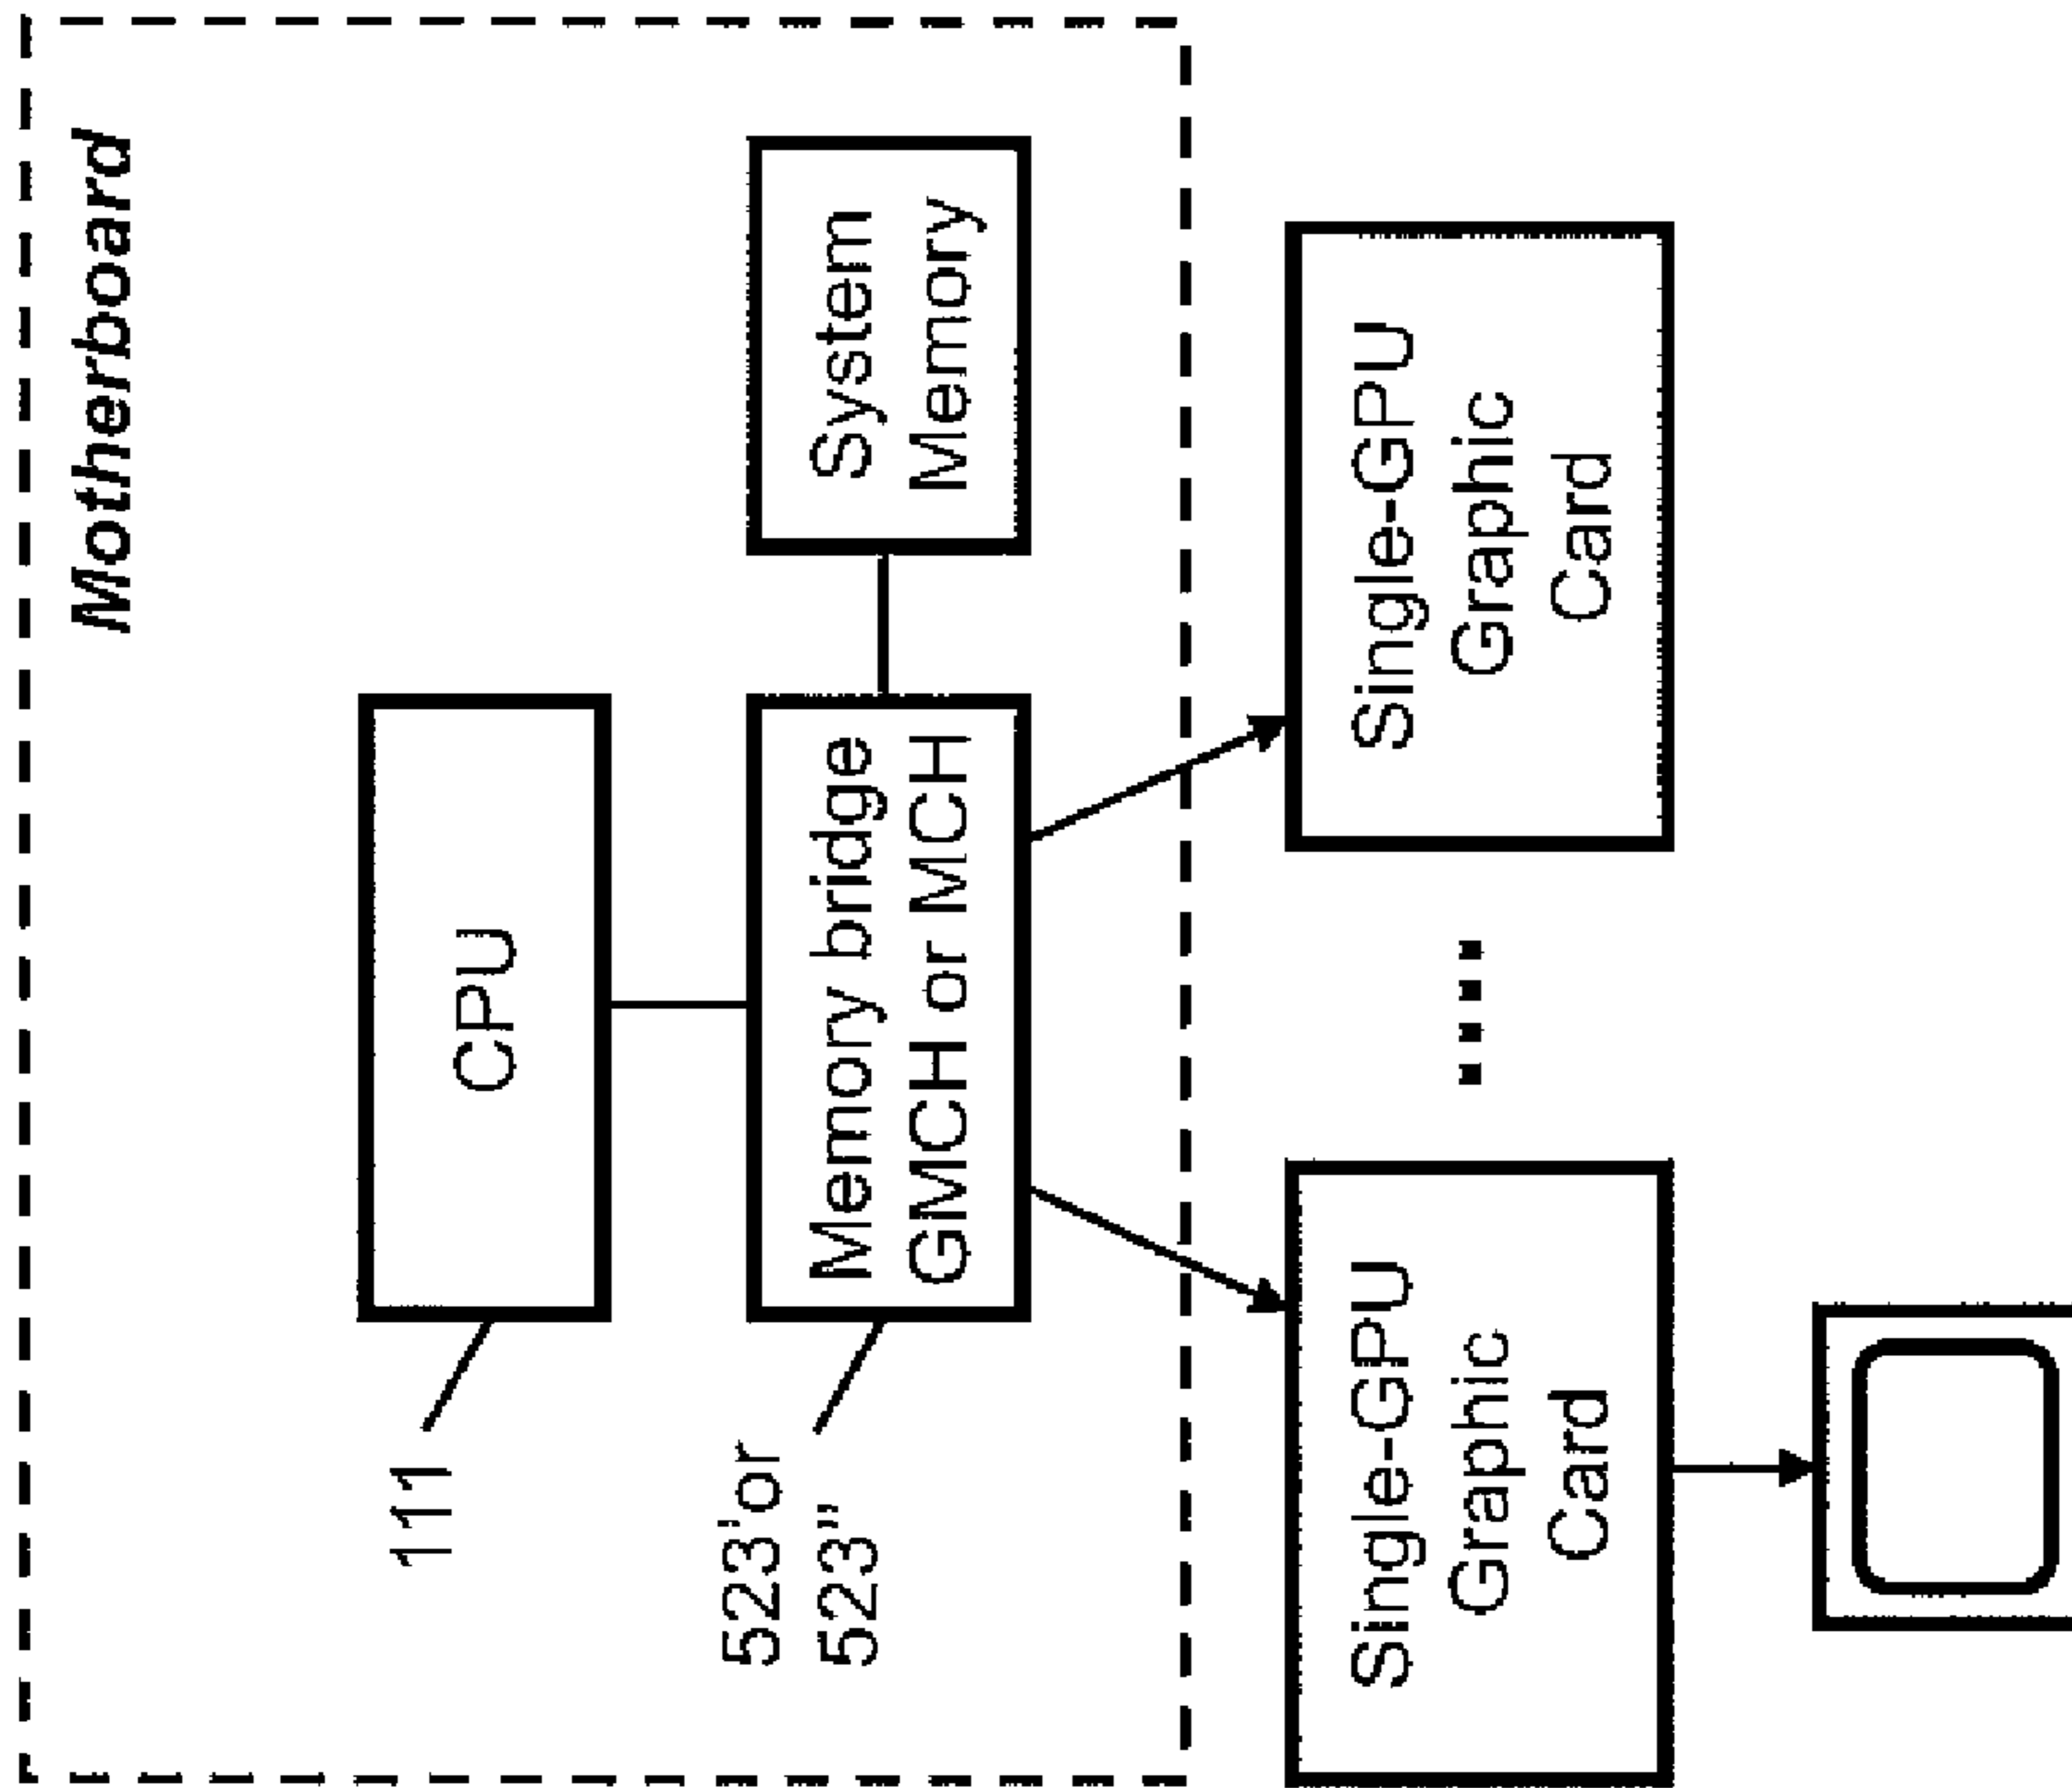 Motherboard
111
CPU
523'or
523"
Memory bridge
GMCH or MCH
System
Memory
Single-GPU
Graphic
Card
Single-GPU
Graphic
Card